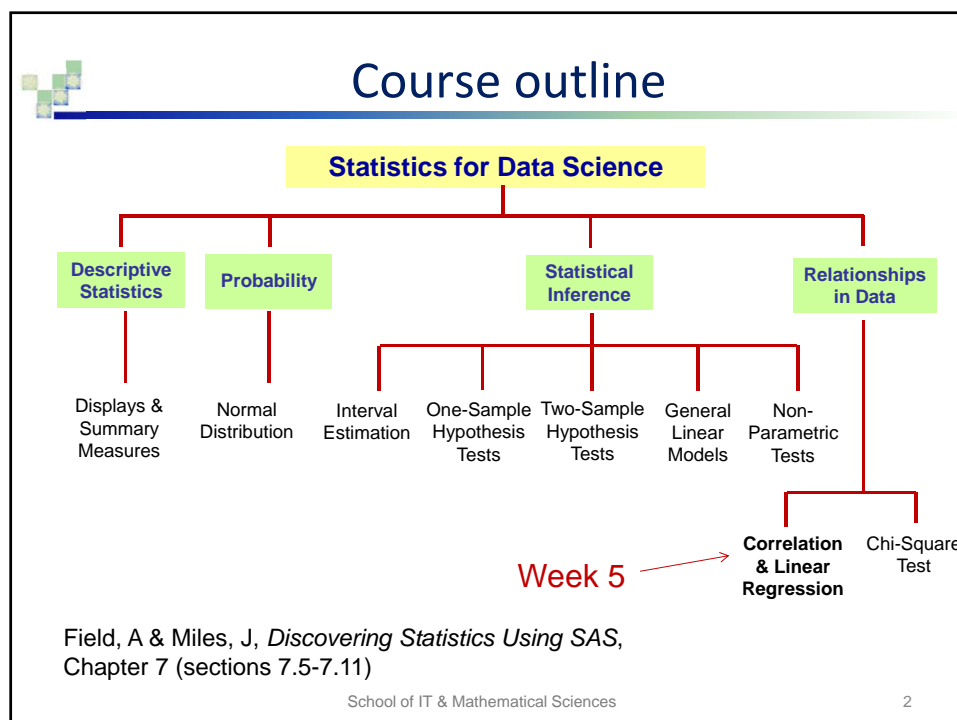 Course outline
Statistics for Data Science
Descriptive
Statistics
Probability
Statistical
Inference
Relationships
in Data
Displays &
Summary
Measures
Normal
Distribution
Interval
Estimation
One-Sample
Hypothesis
Tests
Two-Sample
Hypothesis
Tests
General
Linear
Models
Non-
Parametric
Tests
Correlation
& Linear
Regression
Chi-Square
Test
Week 5
Field, A & Miles, J, Discovering Statistics Using SAS,
Chapter 7 (sections 7.5-7.11)
School of IT & Mathematical Sciences
2